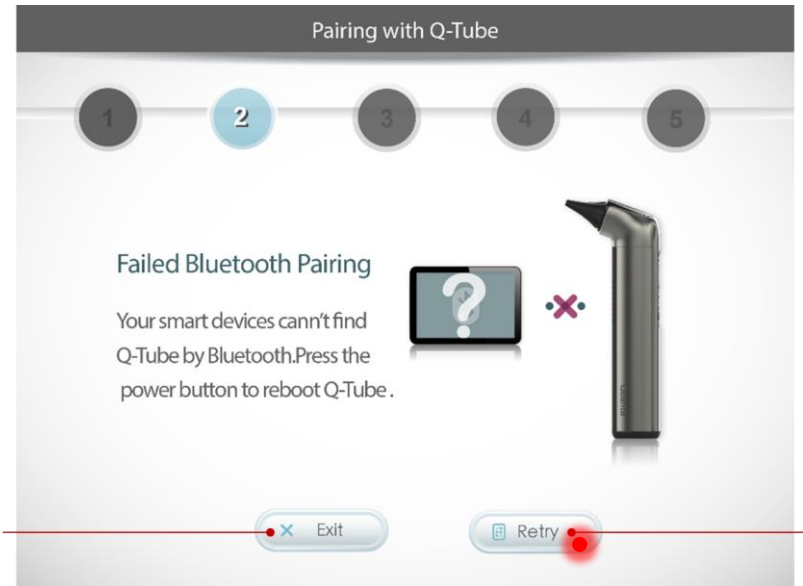 Pairing with Q-Tube
1
2
3
4
5
Failed Bluetooth Pairing
Your smart devices cann't find
Q-Tube by Bluetooth.Press the
power button to reboot Q-Tube.
Exit
Retry